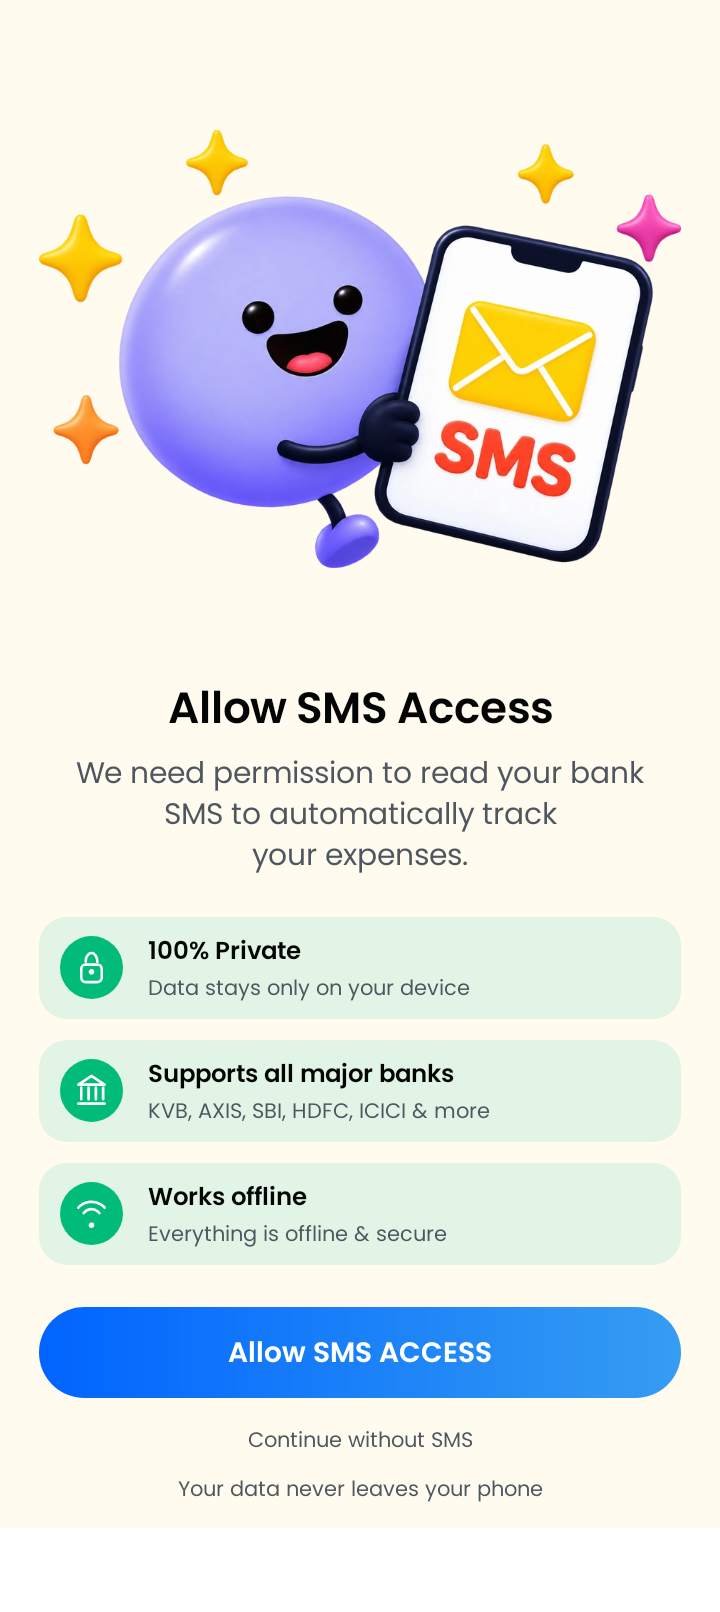 SMS
Allow SMS Access
We need permission to read your bank
SMS to automatically track
your expenses.
100% Private
Data stays only on your device
Supports all major banks
KVB, AXIS, SBI, HDFC, ICICI & more
Works offline
Everything is offline & secure
Allow SMS ACCESS
Continue without SMS
Your data never leaves your phone